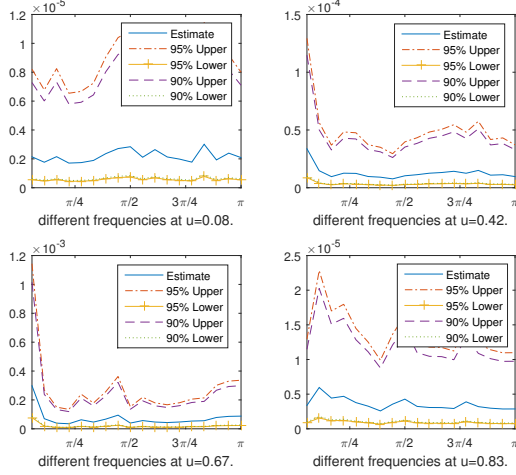 ×10⁻⁵
1.2
1
0.8
0.6
0.4
0.2
0
π/4
π/2
3π/4
π
Estimate
95% Upper
95% Lower
90% Upper
90% Lower
different frequencies at u=0.08.
×10⁻⁴
1.5
1
0.5
0
π/4
π/2
3π/4
π
Estimate
95% Upper
95% Lower
90% Upper
90% Lower
different frequencies at u=0.42.
×10⁻³
1.2
1
0.8
0.6
0.4
0.2
0
π/4
π/2
3π/4
π
Estimate
95% Upper
95% Lower
90% Upper
90% Lower
different frequencies at u=0.67.
×10⁻⁵
2.5
2
1.5
1
0.5
0
π/4
π/2
3π/4
π
Estimate
95% Upper
95% Lower
90% Upper
90% Lower
different frequencies at u=0.83.